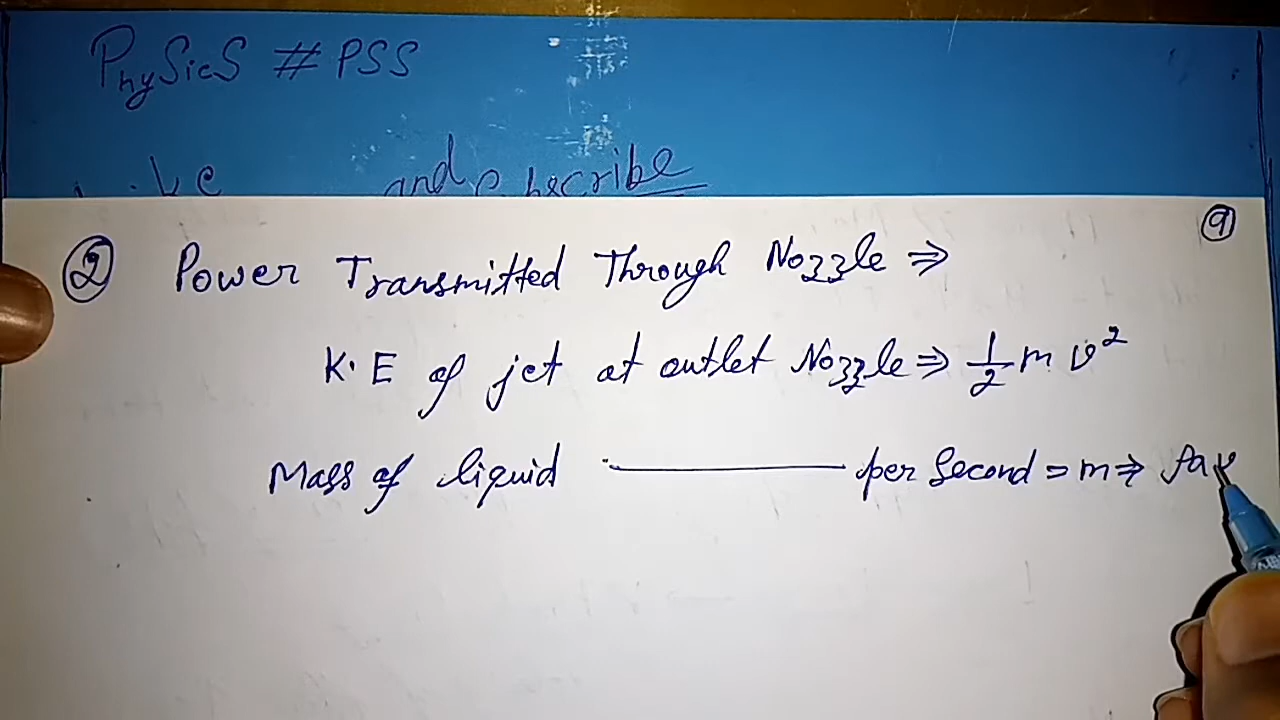 Physics # PSS
and
② Power Transmitted Through Nozzle ⇒ ⑨
K.E of jet at outlet Nozzle ⇒ 1/2 m v²
Mass of liquid ——— per Second = m ⇒ ρav